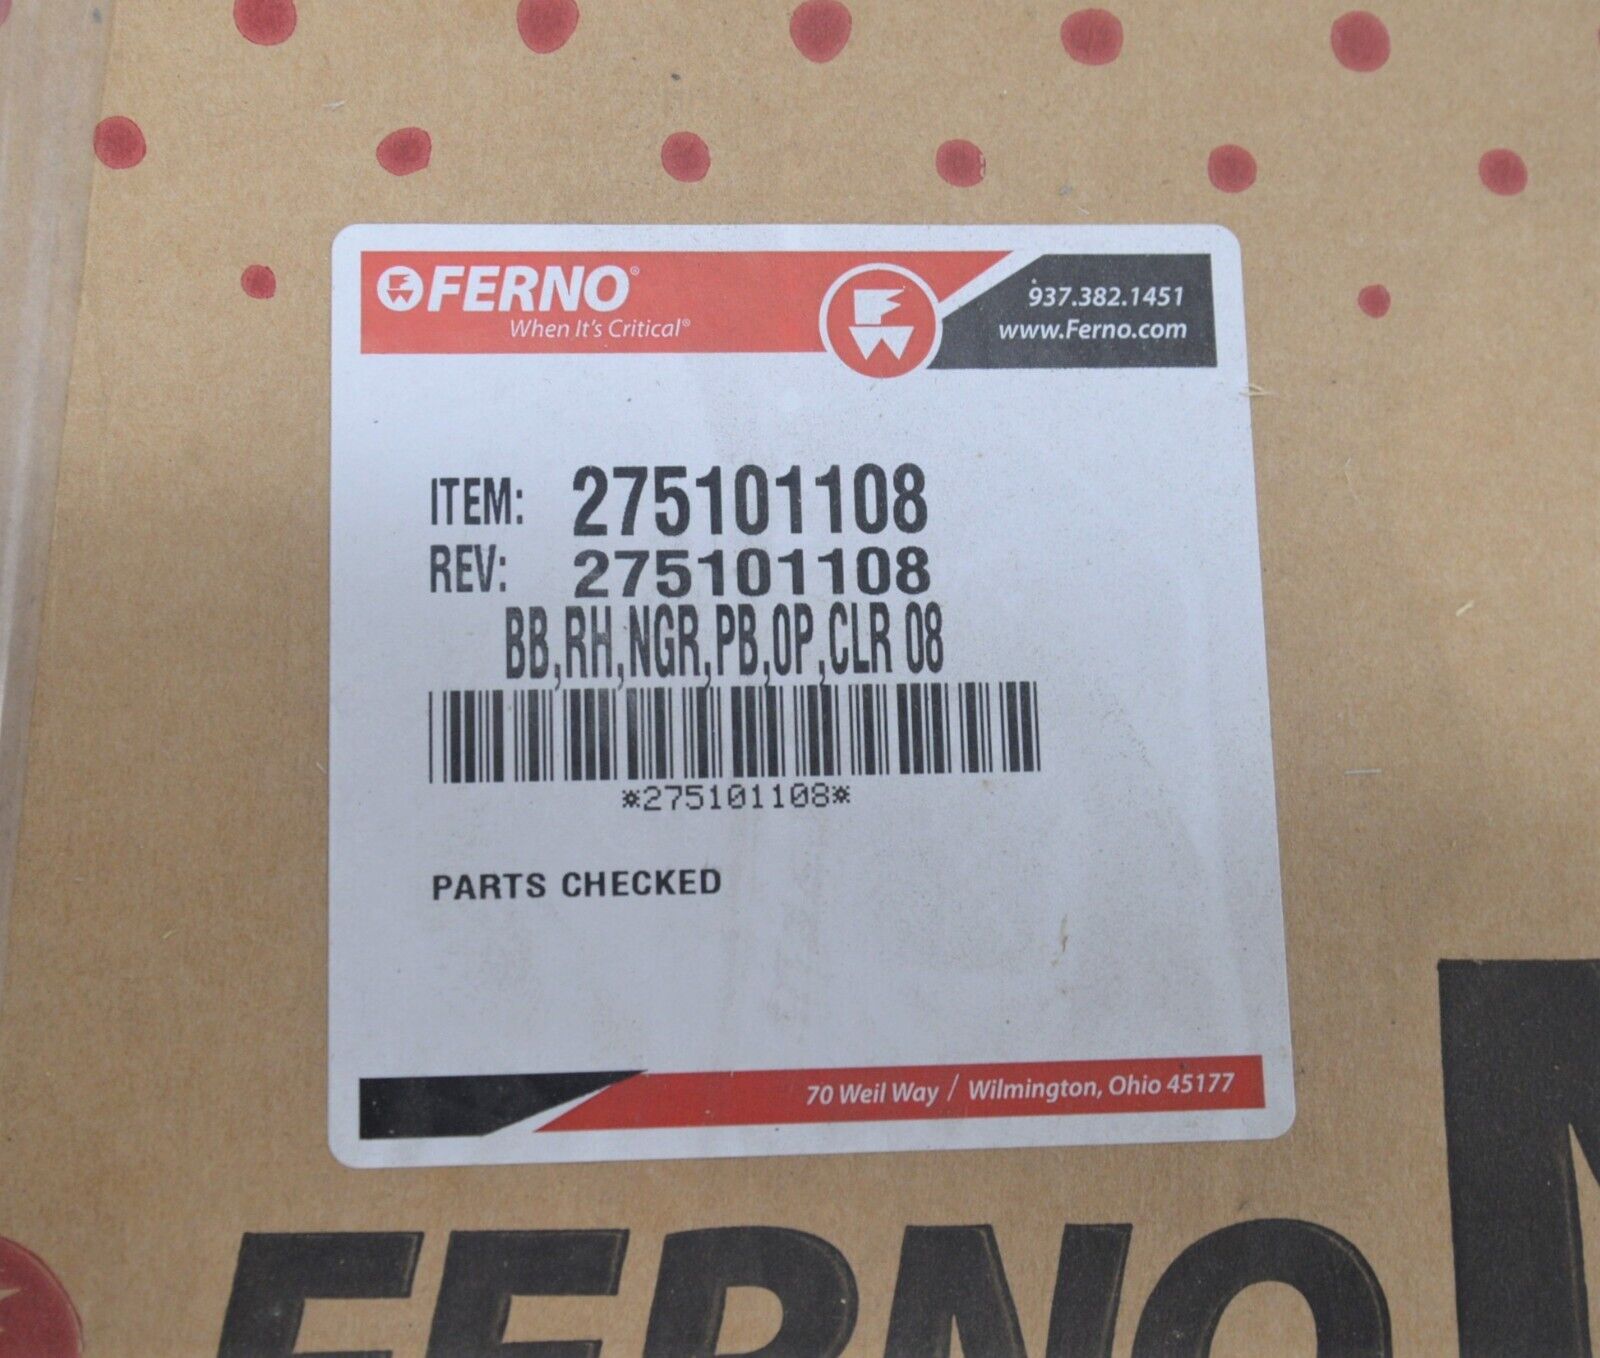 FERNO®
When It's Critical®
937.382.1451
www.Ferno.com
ITEM: 275101108
REV: 275101108
BB,RH,NGR,PB,OP,CLR 08
*275101108*
PARTS CHECKED
70 Weil Way / Wilmington, Ohio 45177
FERNO